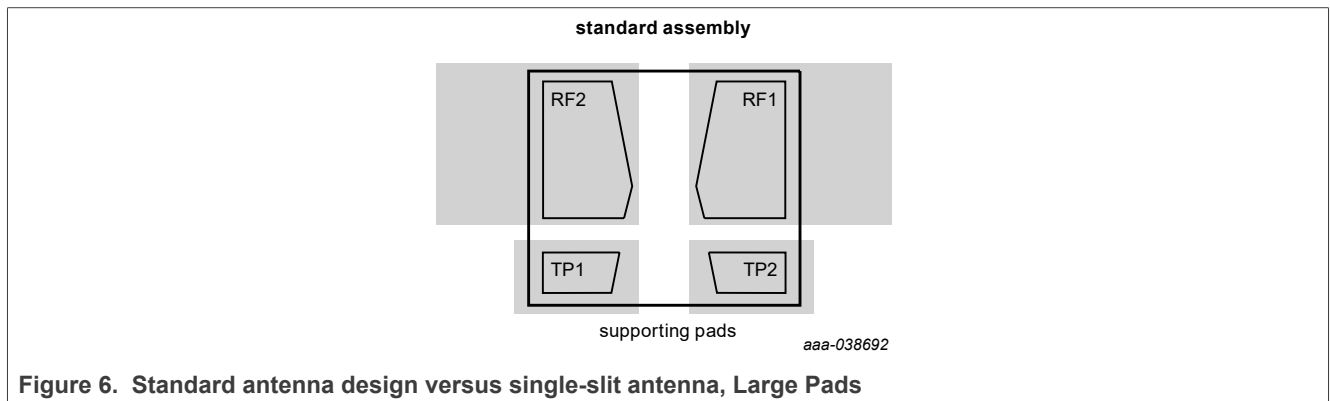 standard assembly
RF2
RF1
TP1
TP2
supporting pads
aaa-038692
Figure 6. Standard antenna design versus single-slit antenna, Large Pads